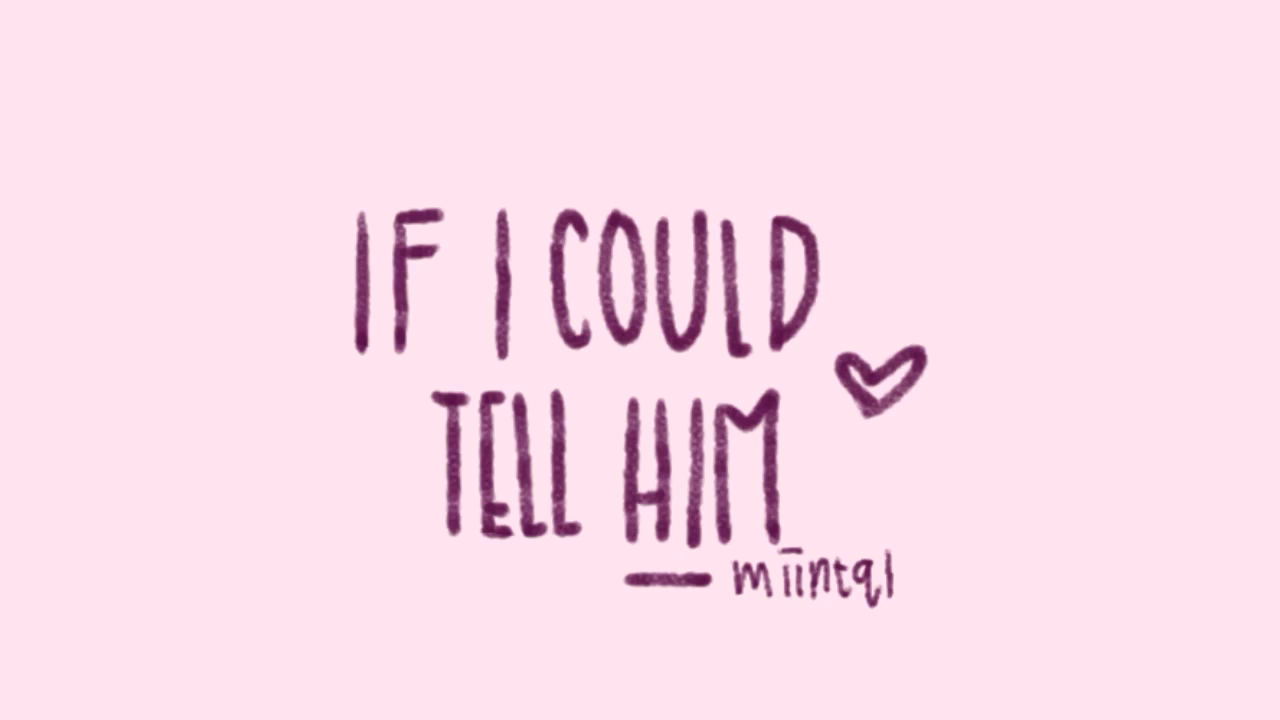 IF I COULD
TELL HIM
— miintql